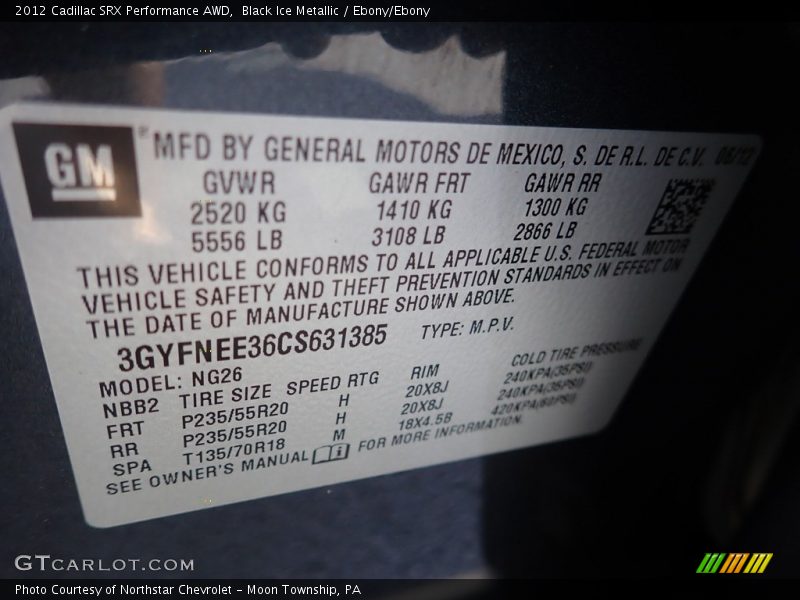 2012 Cadillac SRX Performance AWD, Black Ice Metallic / Ebony/Ebony
GM ® MFD BY GENERAL MOTORS DE MEXICO, S. DE R.L. DE C.V. 06/12
GVWR GAWR FRT GAWR RR
2520 KG 1410 KG 1300 KG
5556 LB 3108 LB 2866 LB
THIS VEHICLE CONFORMS TO ALL APPLICABLE U.S. FEDERAL MOTOR
VEHICLE SAFETY AND THEFT PREVENTION STANDARDS IN EFFECT ON
THE DATE OF MANUFACTURE SHOWN ABOVE.
3GYFNEE36CS631385 TYPE: M.P.V.
MODEL: NG26
NBB2 TIRE SIZE SPEED RTG RIM COLD TIRE PRESSURE
FRT P235/55R20 H 20X8J 240KPA(35PSI)
RR P235/55R20 H 20X8J 240KPA(35PSI)
SPA T135/70R18 M 18X4.5B 420KPA(60PSI)
SEE OWNER'S MANUAL FOR MORE INFORMATION.
GTCARLOT.COM
Photo Courtesy of Northstar Chevrolet - Moon Township, PA